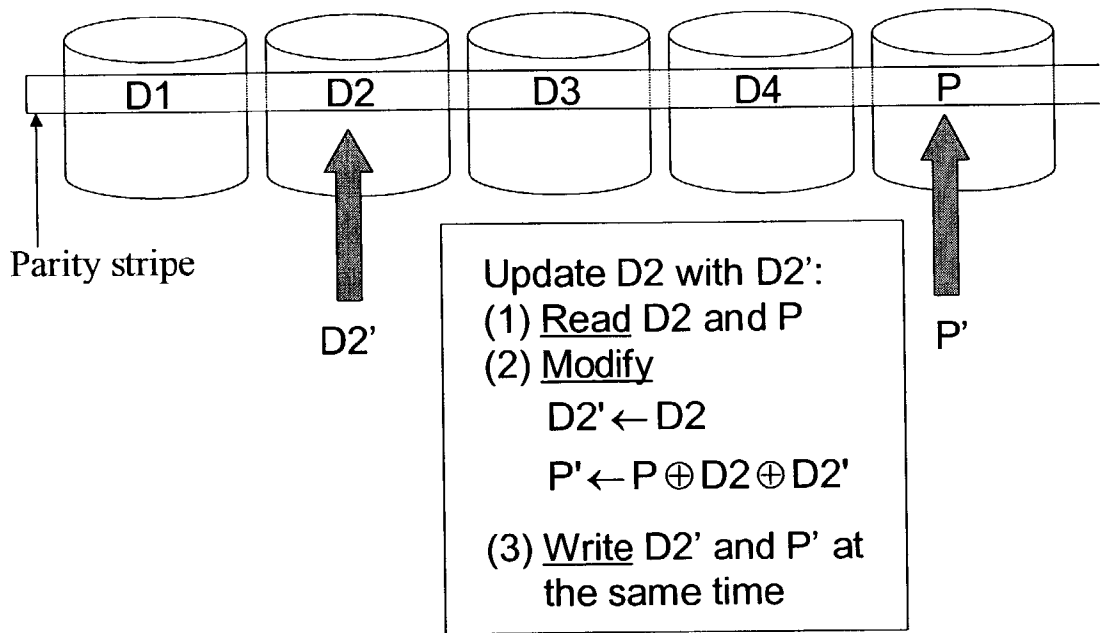 D1 D2 D3 D4 P
Parity stripe
D2’
P’
Update D2 with D2’:
(1) Read D2 and P
(2) Modify
D2' ← D2
P' ← P ⊕ D2 ⊕ D2'
(3) Write D2’ and P’ at
the same time